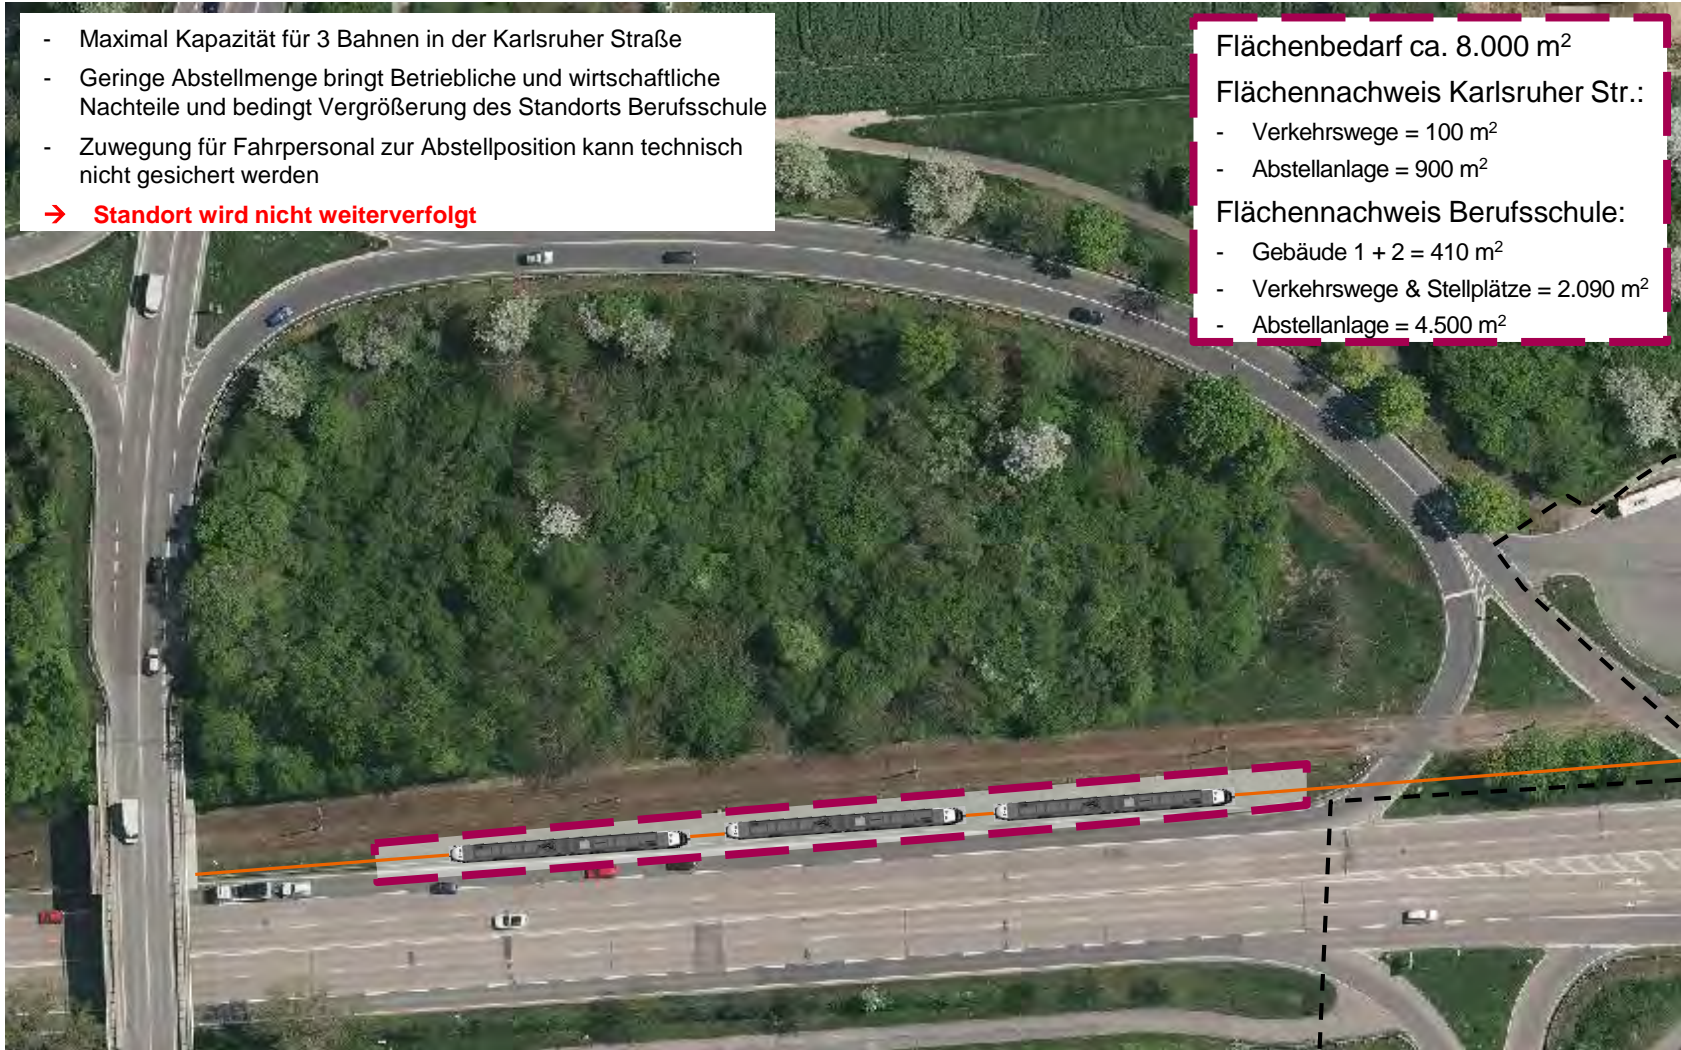 - Maximal Kapazität für 3 Bahnen in der Karlsruher Straße
- Geringe Abstellmenge bringt Betriebliche und wirtschaftliche
Nachteile und bedingt Vergrößerung des Standorts Berufsschule
- Zuwegung für Fahrpersonal zur Abstellposition kann technisch
nicht gesichert werden
→ Standort wird nicht weiterverfolgt
Flächenbedarf ca. 8.000 m²
Flächennachweis Karlsruher Str.:
- Verkehrswege = 100 m²
- Abstellanlage = 900 m²
Flächennachweis Berufsschule:
- Gebäude 1 + 2 = 410 m²
- Verkehrswege & Stellplätze = 2.090 m²
- Abstellanlage = 4.500 m²